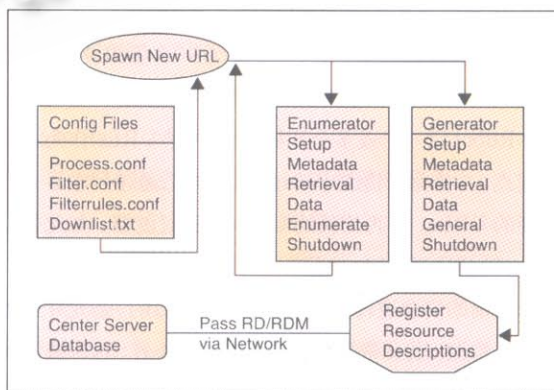 Spawn New URL
Config Files
Process.conf
Filter.conf
Filterrules.conf
Downlist.txt
Enumerator
Setup
Metadata
Retrieval
Data
Enumerate
Shutdown
Generator
Setup
Metadata
Retrieval
Data
General
Shutdown
Center Server
Database
Pass RD/RDM
via Network
Register
Resource
Descriptions